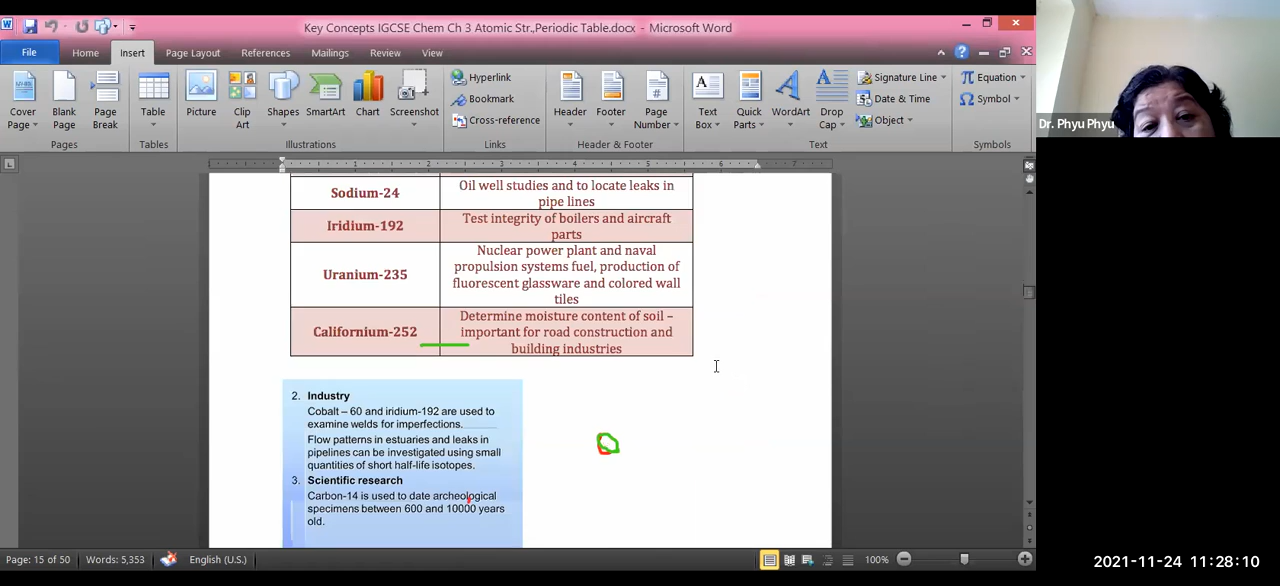 Key Concepts IGCSE Chem Ch 3 Atomic Str.,Periodic Table.docx - Microsoft Word
File Home Insert Page Layout References Mailings Review View
Cover Page
Blank Page
Page Break
Pages
Table
Tables
Picture
Clip Art
Shapes
SmartArt
Chart
Screenshot
Illustrations
Hyperlink
Bookmark
Cross-reference
Links
Header
Footer
Page Number
Header & Footer
Text Box
Quick Parts
WordArt
Drop Cap
Signature Line
Date & Time
Object
Text
Equation
Symbol
Symbols
Dr. Phyu Phyu
1 2 3 4 5 6 7
Sodium-24
Oil well studies and to locate leaks in
pipe lines
Iridium-192
Test integrity of boilers and aircraft
parts
Uranium-235
Nuclear power plant and naval
propulsion systems fuel, production of
fluorescent glassware and colored wall
tiles
Californium-252
Determine moisture content of soil –
important for road construction and
building industries
2. Industry
Cobalt – 60 and iridium-192 are used to
examine welds for imperfections.
Flow patterns in estuaries and leaks in
pipelines can be investigated using small
quantities of short half-life isotopes.
3. Scientific research
Carbon-14 is used to date archeological
specimens between 600 and 10000 years
old.
Page: 15 of 50 Words: 5,353 English (U.S.) 100%
2021-11-24 11:28:10